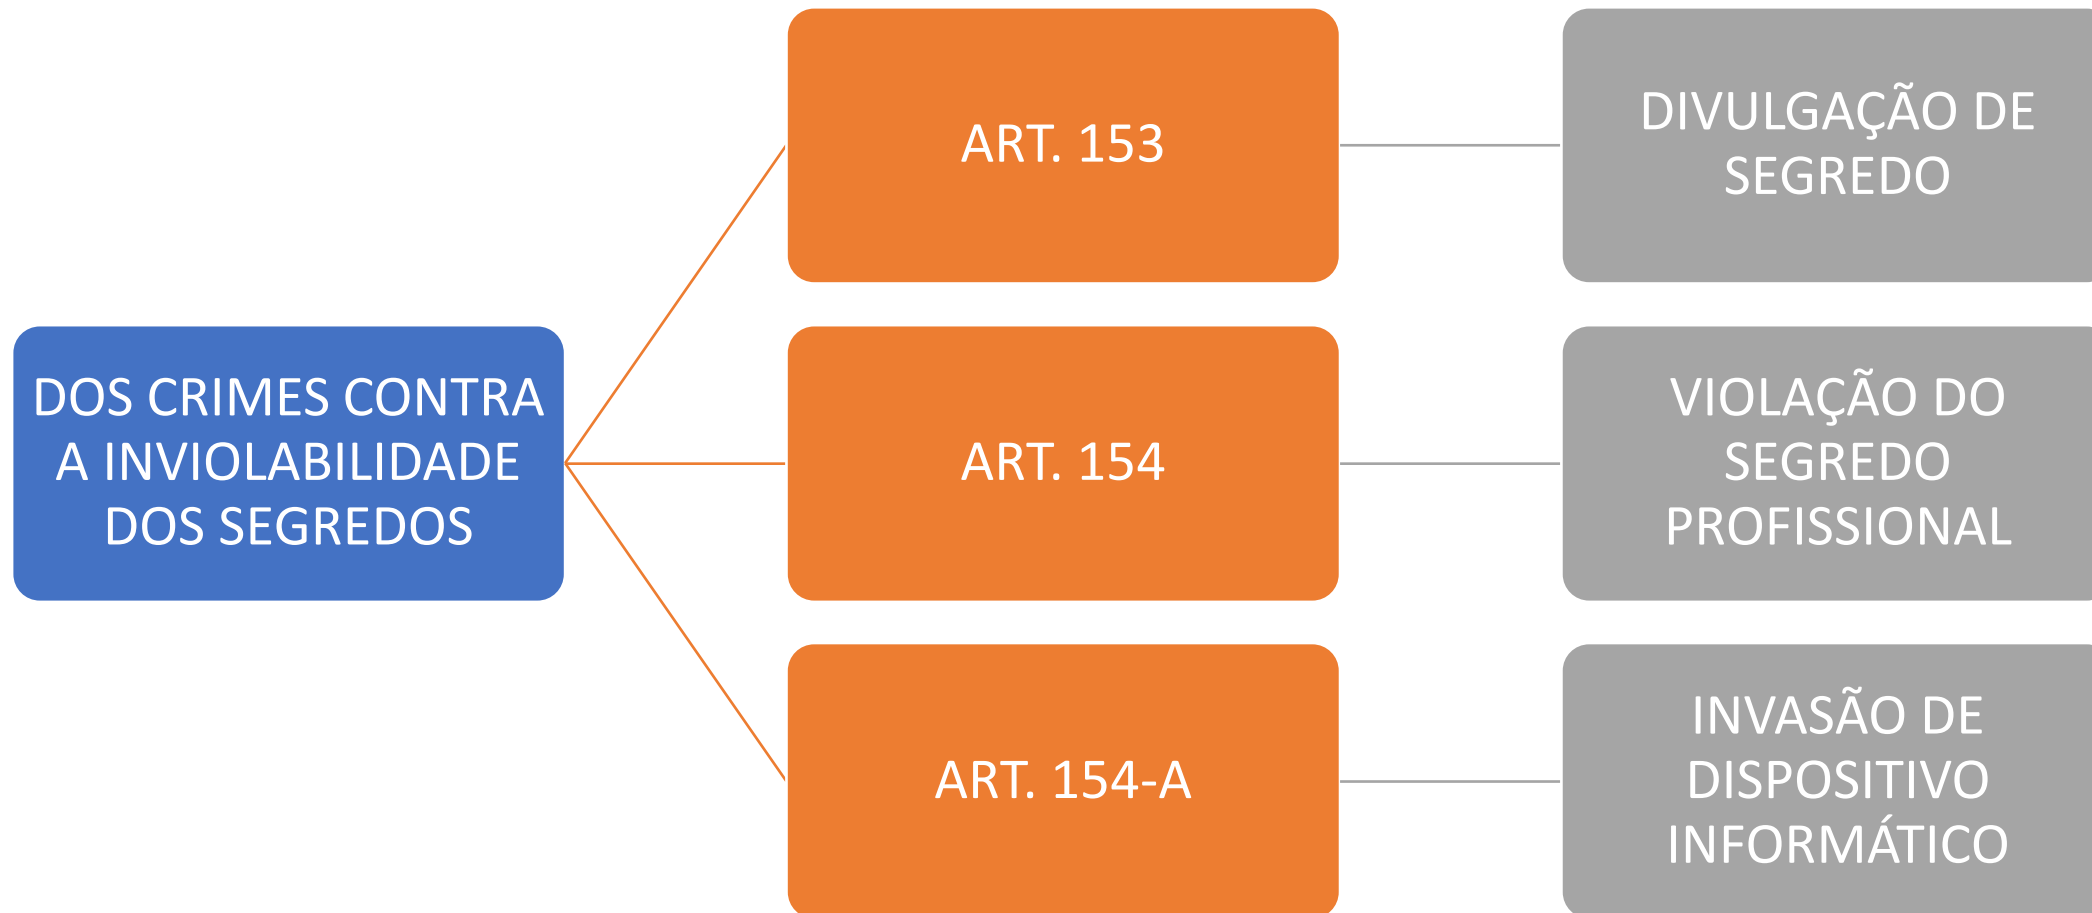 DOS CRIMES CONTRA
A INVIOLABILIDADE
DOS SEGREDOS
ART. 153
DIVULGAÇÃO DE
SEGREDO
ART. 154
VIOLAÇÃO DO
SEGREDO
PROFISSIONAL
ART. 154-A
INVASÃO DE
DISPOSITIVO
INFORMÁTICO